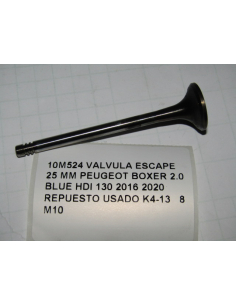 10M524 VALVULA ESCAPE
25 MM PEUGEOT BOXER 2.0
BLUE HDI 130 2016 2020
REPUESTO USADO K4-13 8
M10